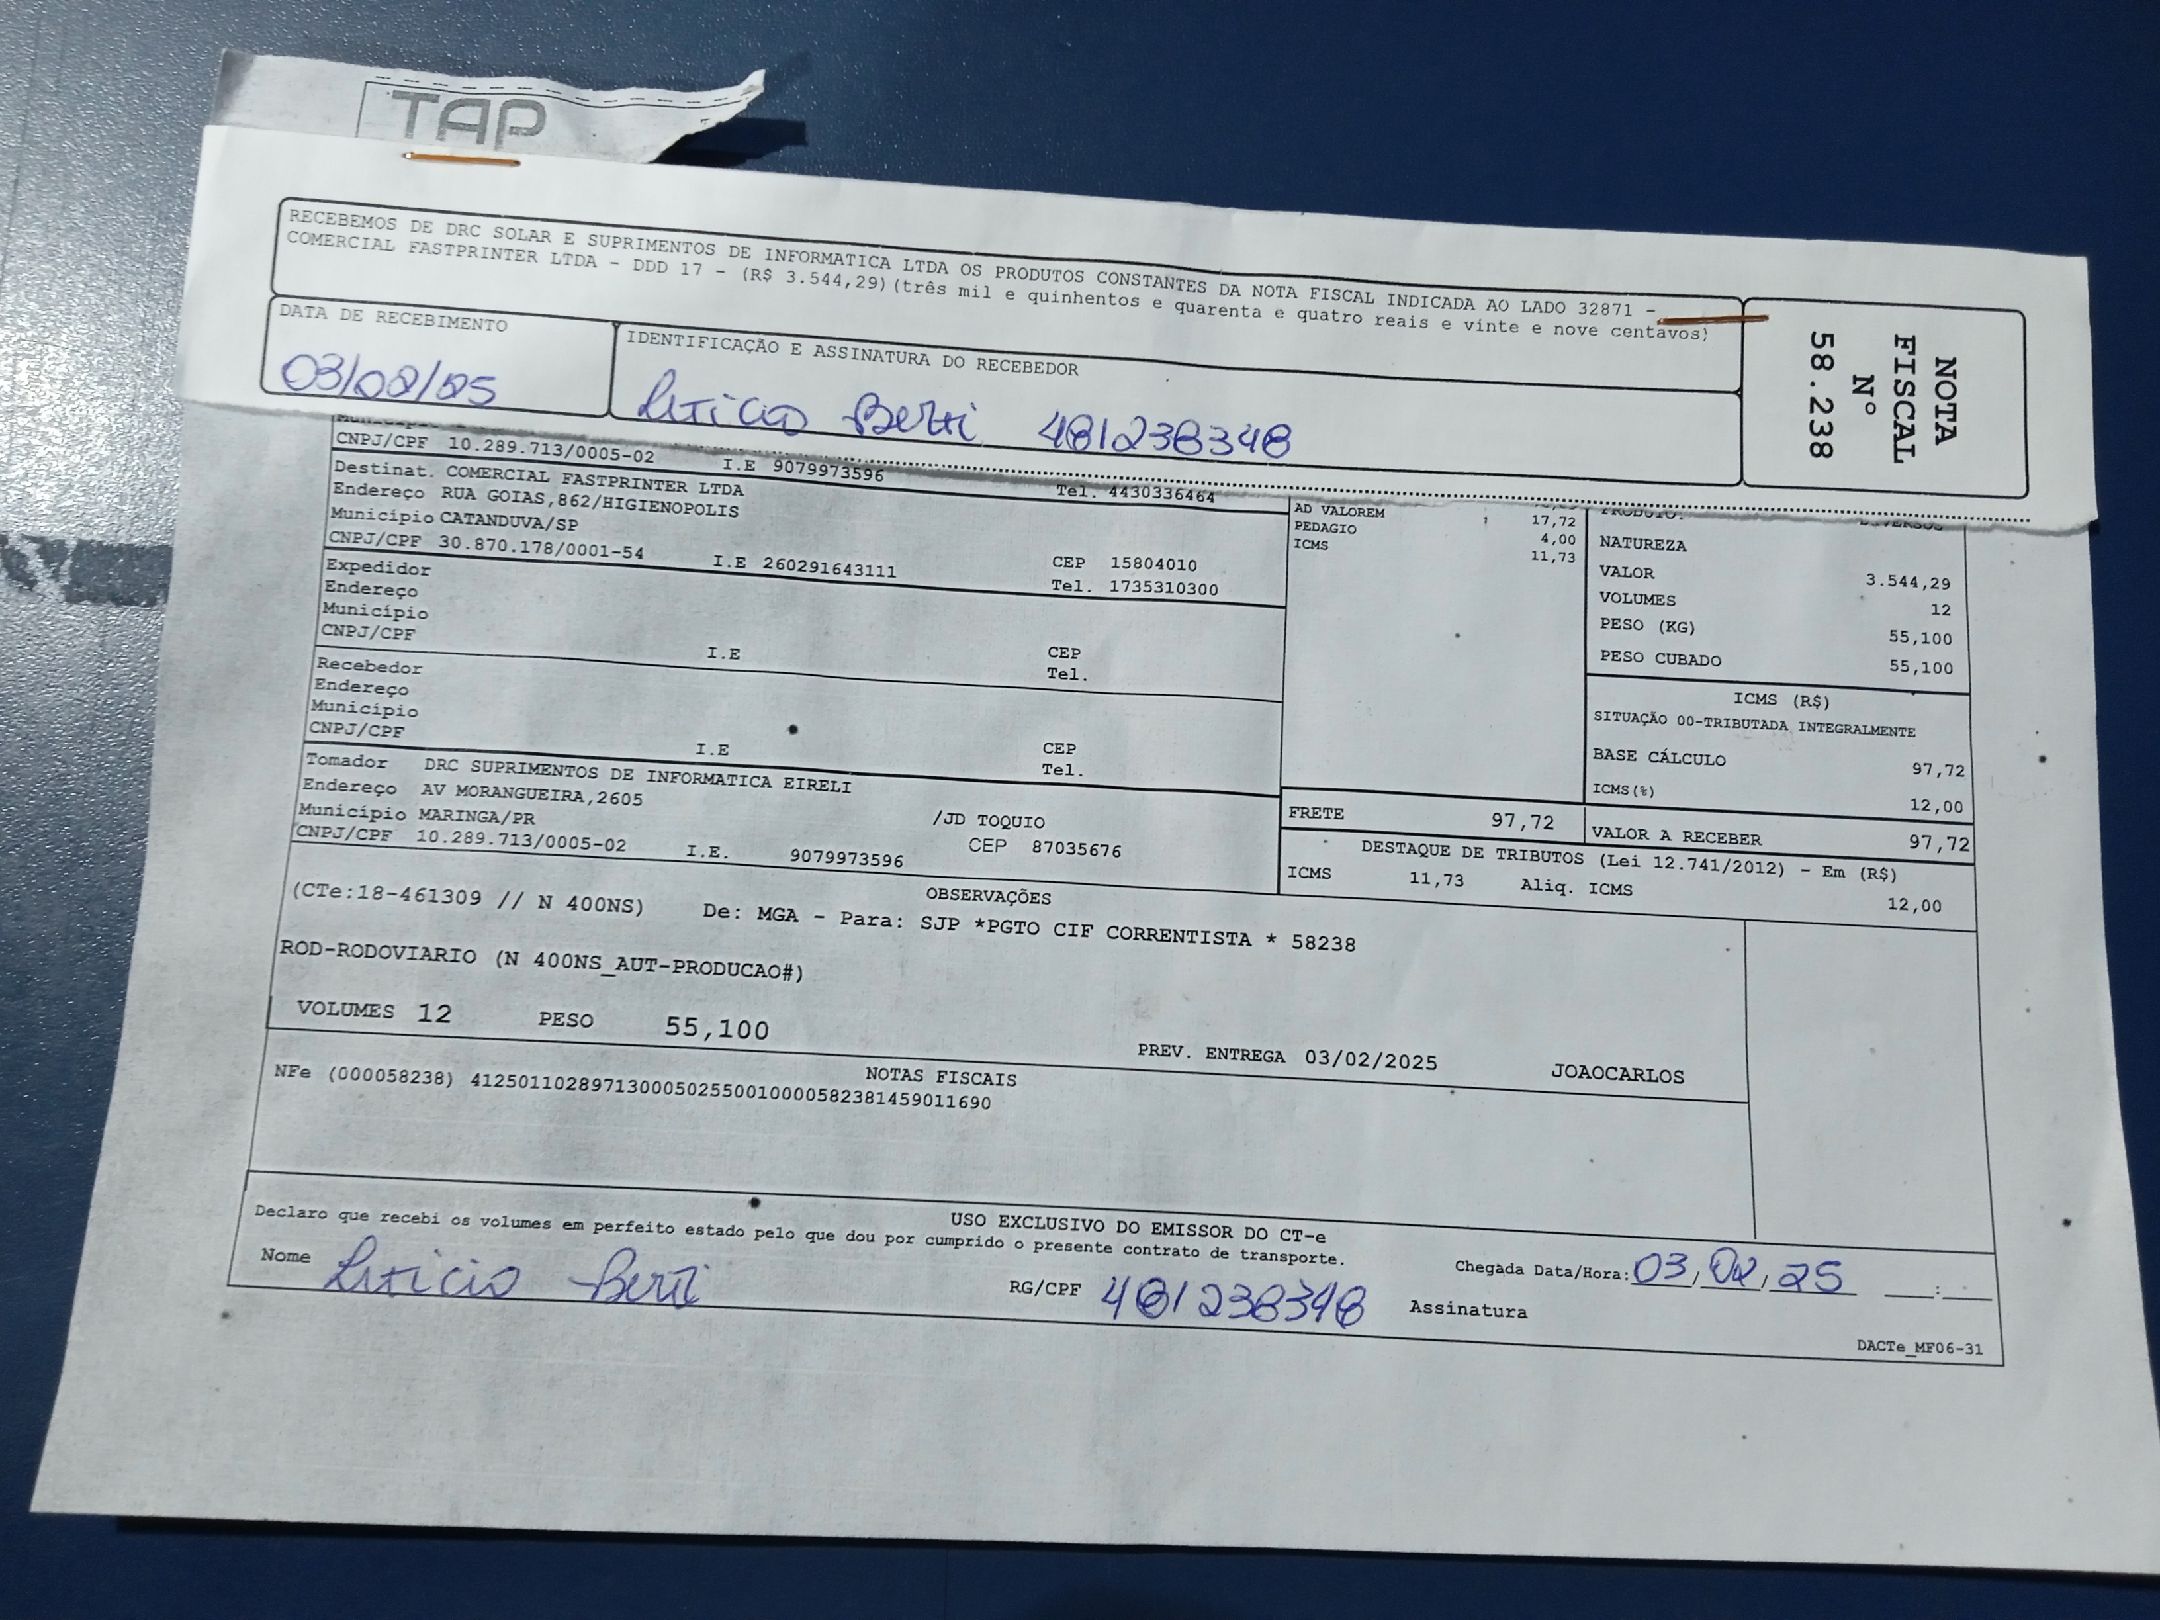 TAP
RECEBEMOS DE DRC SOLAR E SUPRIMENTOS DE INFORMATICA LTDA OS PRODUTOS CONSTANTES DA NOTA FISCAL INDICADA AO LADO 32871 -
COMERCIAL FASTPRINTER LTDA - DDD 17 - (R$ 3.544,29)(três mil e quinhentos e quarenta e quatro reais e vinte e nove centavos)
NOTA
FISCAL
Nº
58.238
DATA DE RECEBIMENTO
03/02/25
IDENTIFICAÇÃO E ASSINATURA DO RECEBEDOR
Leticia Berti 481238348
CNPJ/CPF 10.289.713/0005-02 I.E 9079973596 Tel. 4430336464
Destinat. COMERCIAL FASTPRINTER LTDA
Endereço RUA GOIAS,862/HIGIENOPOLIS
Município CATANDUVA/SP CEP 15804010
CNPJ/CPF 30.870.178/0001-54 I.E 260291643111 Tel. 1735310300
Expedidor
Endereço
Município CEP
CNPJ/CPF I.E Tel.
Recebedor
Endereço
Município CEP
CNPJ/CPF I.E Tel.
Tomador DRC SUPRIMENTOS DE INFORMATICA EIRELI
Endereço AV MORANGUEIRA,2605 /JD TOQUIO
Município MARINGA/PR CEP 87035676
CNPJ/CPF 10.289.713/0005-02 I.E. 9079973596
AD VALOREM 17,72
PEDAGIO 4,00
ICMS 11,73
FRETE 97,72
PRODUTO: DIVERSOS
NATUREZA
VALOR 3.544,29
VOLUMES 12
PESO (KG) 55,100
PESO CUBADO 55,100
ICMS (R$)
SITUAÇÃO 00-TRIBUTADA INTEGRALMENTE
BASE CÁLCULO 97,72
ICMS(%) 12,00
VALOR A RECEBER 97,72
DESTAQUE DE TRIBUTOS (Lei 12.741/2012) - Em (R$)
ICMS 11,73 Aliq. ICMS 12,00
OBSERVAÇÕES
(CTe:18-461309 // N 400NS) De: MGA - Para: SJP *PGTO CIF CORRENTISTA * 58238
ROD-RODOVIARIO (N 400NS_AUT-PRODUCAO#)
VOLUMES 12 PESO 55,100 PREV. ENTREGA 03/02/2025 JOAOCARLOS
NOTAS FISCAIS
NFe (000058238) 41250110289713000502550010000582381459011690
USO EXCLUSIVO DO EMISSOR DO CT-e
Declaro que recebi os volumes em perfeito estado pelo que dou por cumprido o presente contrato de transporte.
Nome Leticia Berti RG/CPF 481238348 Chegada Data/Hora: 03/02/25 __:__
Assinatura
DACTe_MF06-31